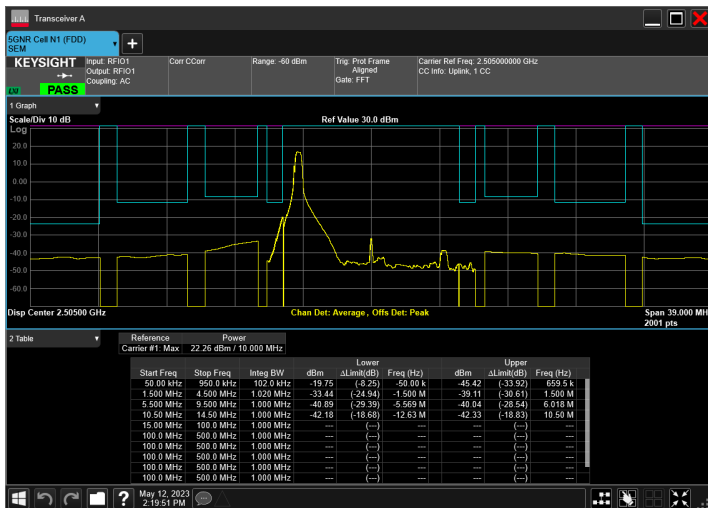 Transceiver A
5GNR Cell N1 (FDD)
SEM
KEYSIGHT
LXI
PASS
Input: RFIO1
Output: RFIO1
Coupling: AC
Corr CCorr
Range: -60 dBm
Trig: Prot Frame
Aligned
Gate: FFT
Carrier Ref Freq: 2.505000000 GHz
CC Info: Uplink, 1 CC
1 Graph
Scale/Div 10 dB
Ref Value 30.0 dBm
Log
20.0
10.0
0.00
-10.0
-20.0
-30.0
-40.0
-50.0
-60.0
Disp Center 2.50500 GHz
Chan Det: Average, Offs Det: Peak
Span 39.000 MH
2001 pts
2 Table
Reference Power
Carrier #1: Max 22.26 dBm / 10.000 MHz
Lower Upper
Start Freq Stop Freq Integ BW dBm ΔLimit(dB) Freq (Hz) dBm ΔLimit(dB) Freq (Hz)
50.00 kHz 950.0 kHz 102.0 kHz -19.75 (-8.25) -50.00 k -45.42 (-33.92) 659.5 k
1.500 MHz 4.500 MHz 1.020 MHz -33.44 (-24.94) -1.500 M -39.11 (-30.61) 1.500 M
5.500 MHz 9.500 MHz 1.000 MHz -40.89 (-29.39) -5.569 M -40.04 (-28.54) 6.018 M
10.50 MHz 14.50 MHz 1.000 MHz -42.18 (-18.68) -12.63 M -42.33 (-18.83) 10.50 M
15.00 MHz 100.0 MHz 1.000 MHz --- (---) --- --- (---) ---
100.0 MHz 500.0 MHz 1.000 MHz --- (---) --- --- (---) ---
100.0 MHz 500.0 MHz 1.000 MHz --- (---) --- --- (---) ---
100.0 MHz 500.0 MHz 1.000 MHz --- (---) --- --- (---) ---
100.0 MHz 500.0 MHz 1.000 MHz --- (---) --- --- (---) ---
100.0 MHz 500.0 MHz 1.000 MHz --- (---) --- --- (---) ---
?
May 12, 2023
2:19:51 PM